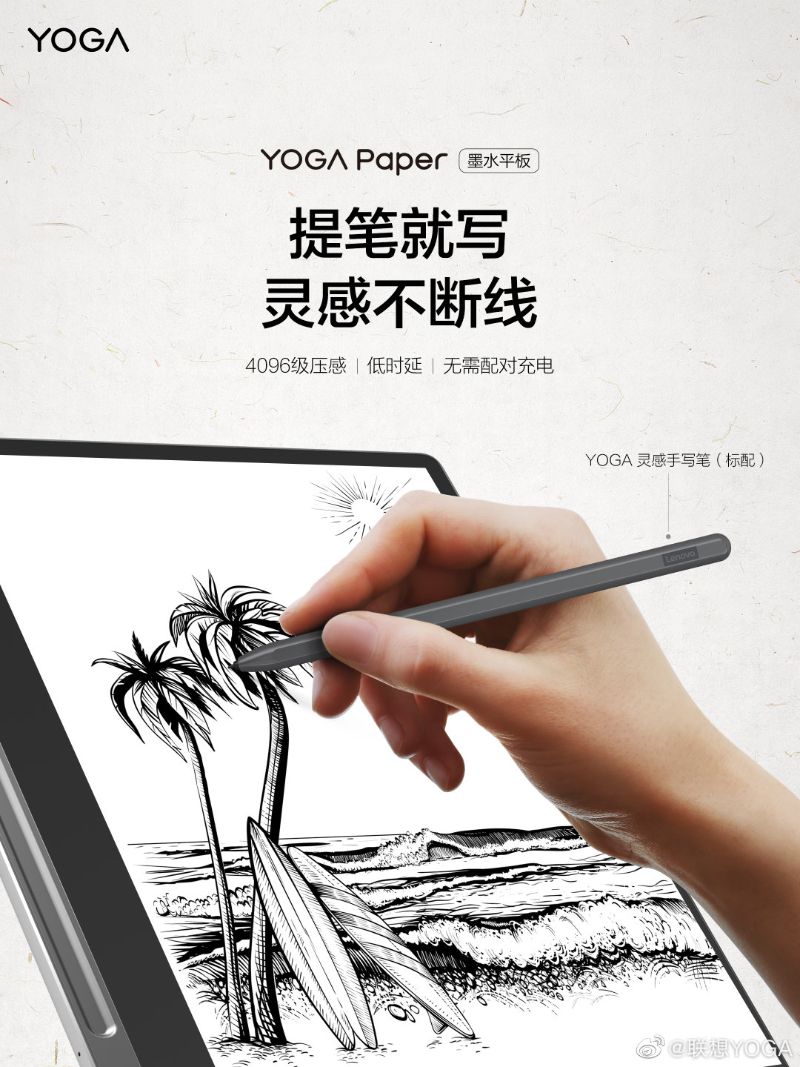 YOGA
YOGA Paper 墨水平板
提笔就写
灵感不断线
4096级压感 | 低时延 | 无需配对充电
YOGA 灵感手写笔（标配）
Lenovo
@联想YOGA